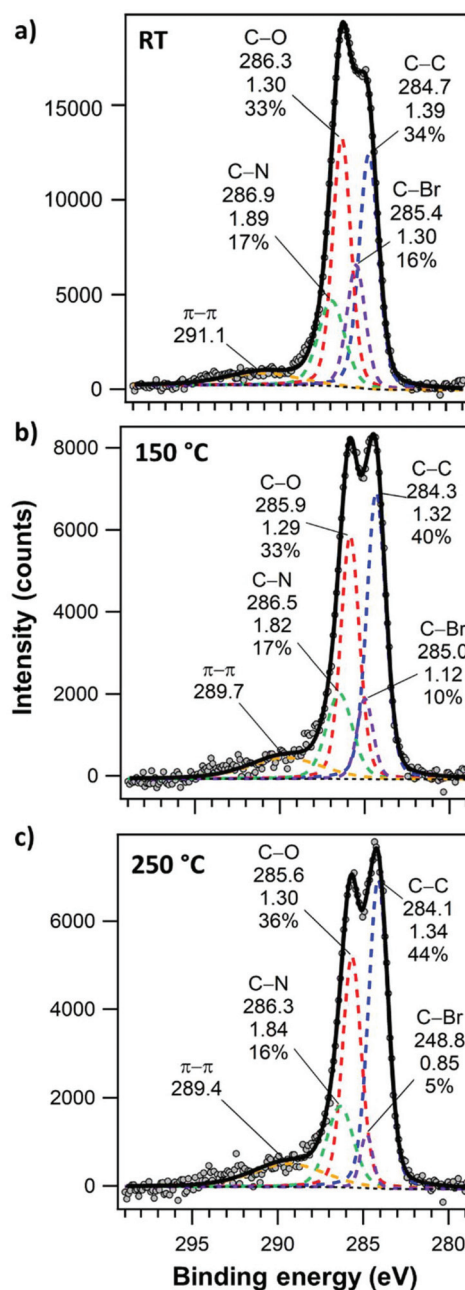 a)
RT
C–O
286.3
1.30
33%
C–C
284.7
1.39
34%
C–N
286.9
1.89
17%
C–Br
285.4
1.30
16%
π–π
291.1
15000
10000
5000
0
b)
150 °C
C–O
285.9
1.29
33%
C–C
284.3
1.32
40%
C–N
286.5
1.82
17%
C–Br
285.0
1.12
10%
π–π
289.7
8000
6000
4000
2000
0
Intensity (counts)
c)
250 °C
C–O
285.6
1.30
36%
C–C
284.1
1.34
44%
C–N
286.3
1.84
16%
C–Br
248.8
0.85
5%
π–π
289.4
6000
4000
2000
0
295 290 285 280
Binding energy (eV)